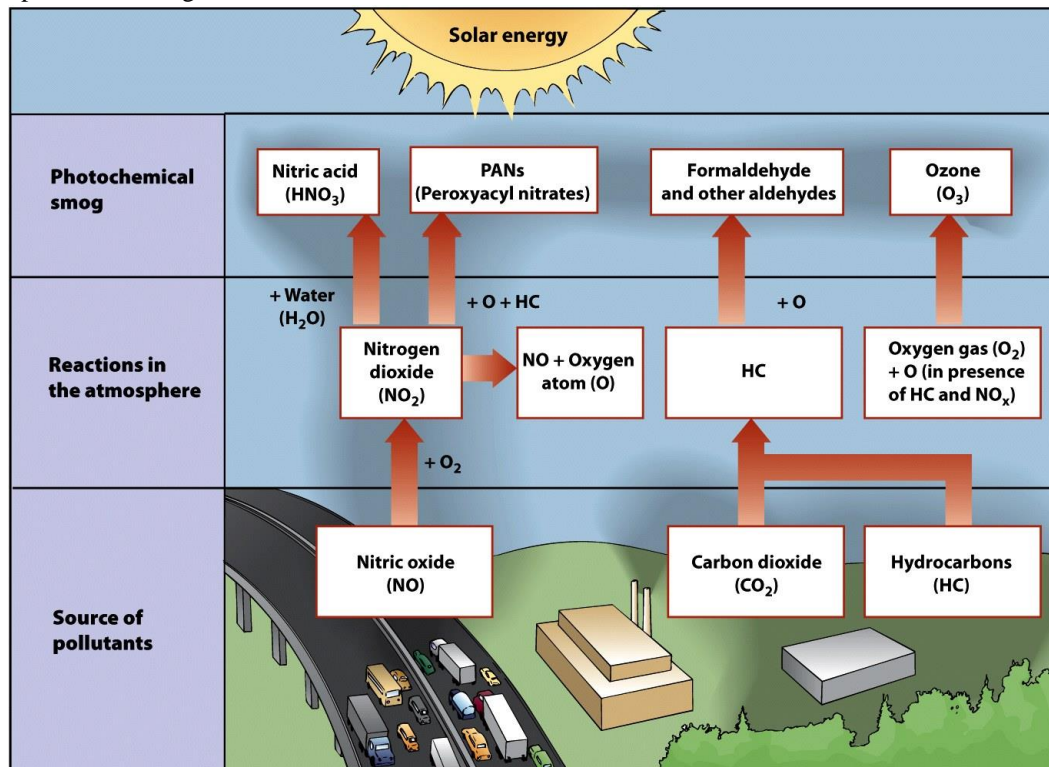 Solar energy
Photochemical
smog
Nitric acid
(HNO₃)
PANs
(Peroxyacyl nitrates)
Formaldehyde
and other aldehydes
Ozone
(O₃)
Reactions in
the atmosphere
+ Water
(H₂O)
+ O + HC
+ O
Nitrogen
dioxide
(NO₂)
NO + Oxygen
atom (O)
HC
Oxygen gas (O₂)
+ O (in presence
of HC and NOₓ)
+ O₂
Source of
pollutants
Nitric oxide
(NO)
Carbon dioxide
(CO₂)
Hydrocarbons
(HC)